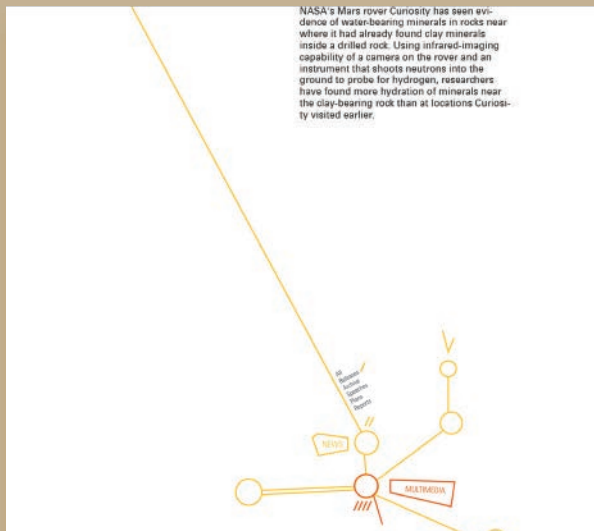 NASA's Mars rover Curiosity has seen evi-
dence of water-bearing minerals in rocks near
where it had already found clay minerals
inside a drilled rock. Using infrared-imaging
capability of a camera on the rover and an
instrument that shoots neutrons into the
ground to probe for hydrogen, researchers
have found more hydration of minerals near
the clay-bearing rock than at locations Curiosi-
ty visited earlier.
All
Releases
Archive
Speeches
Plans
Reports
NEWS
MULTIMEDIA